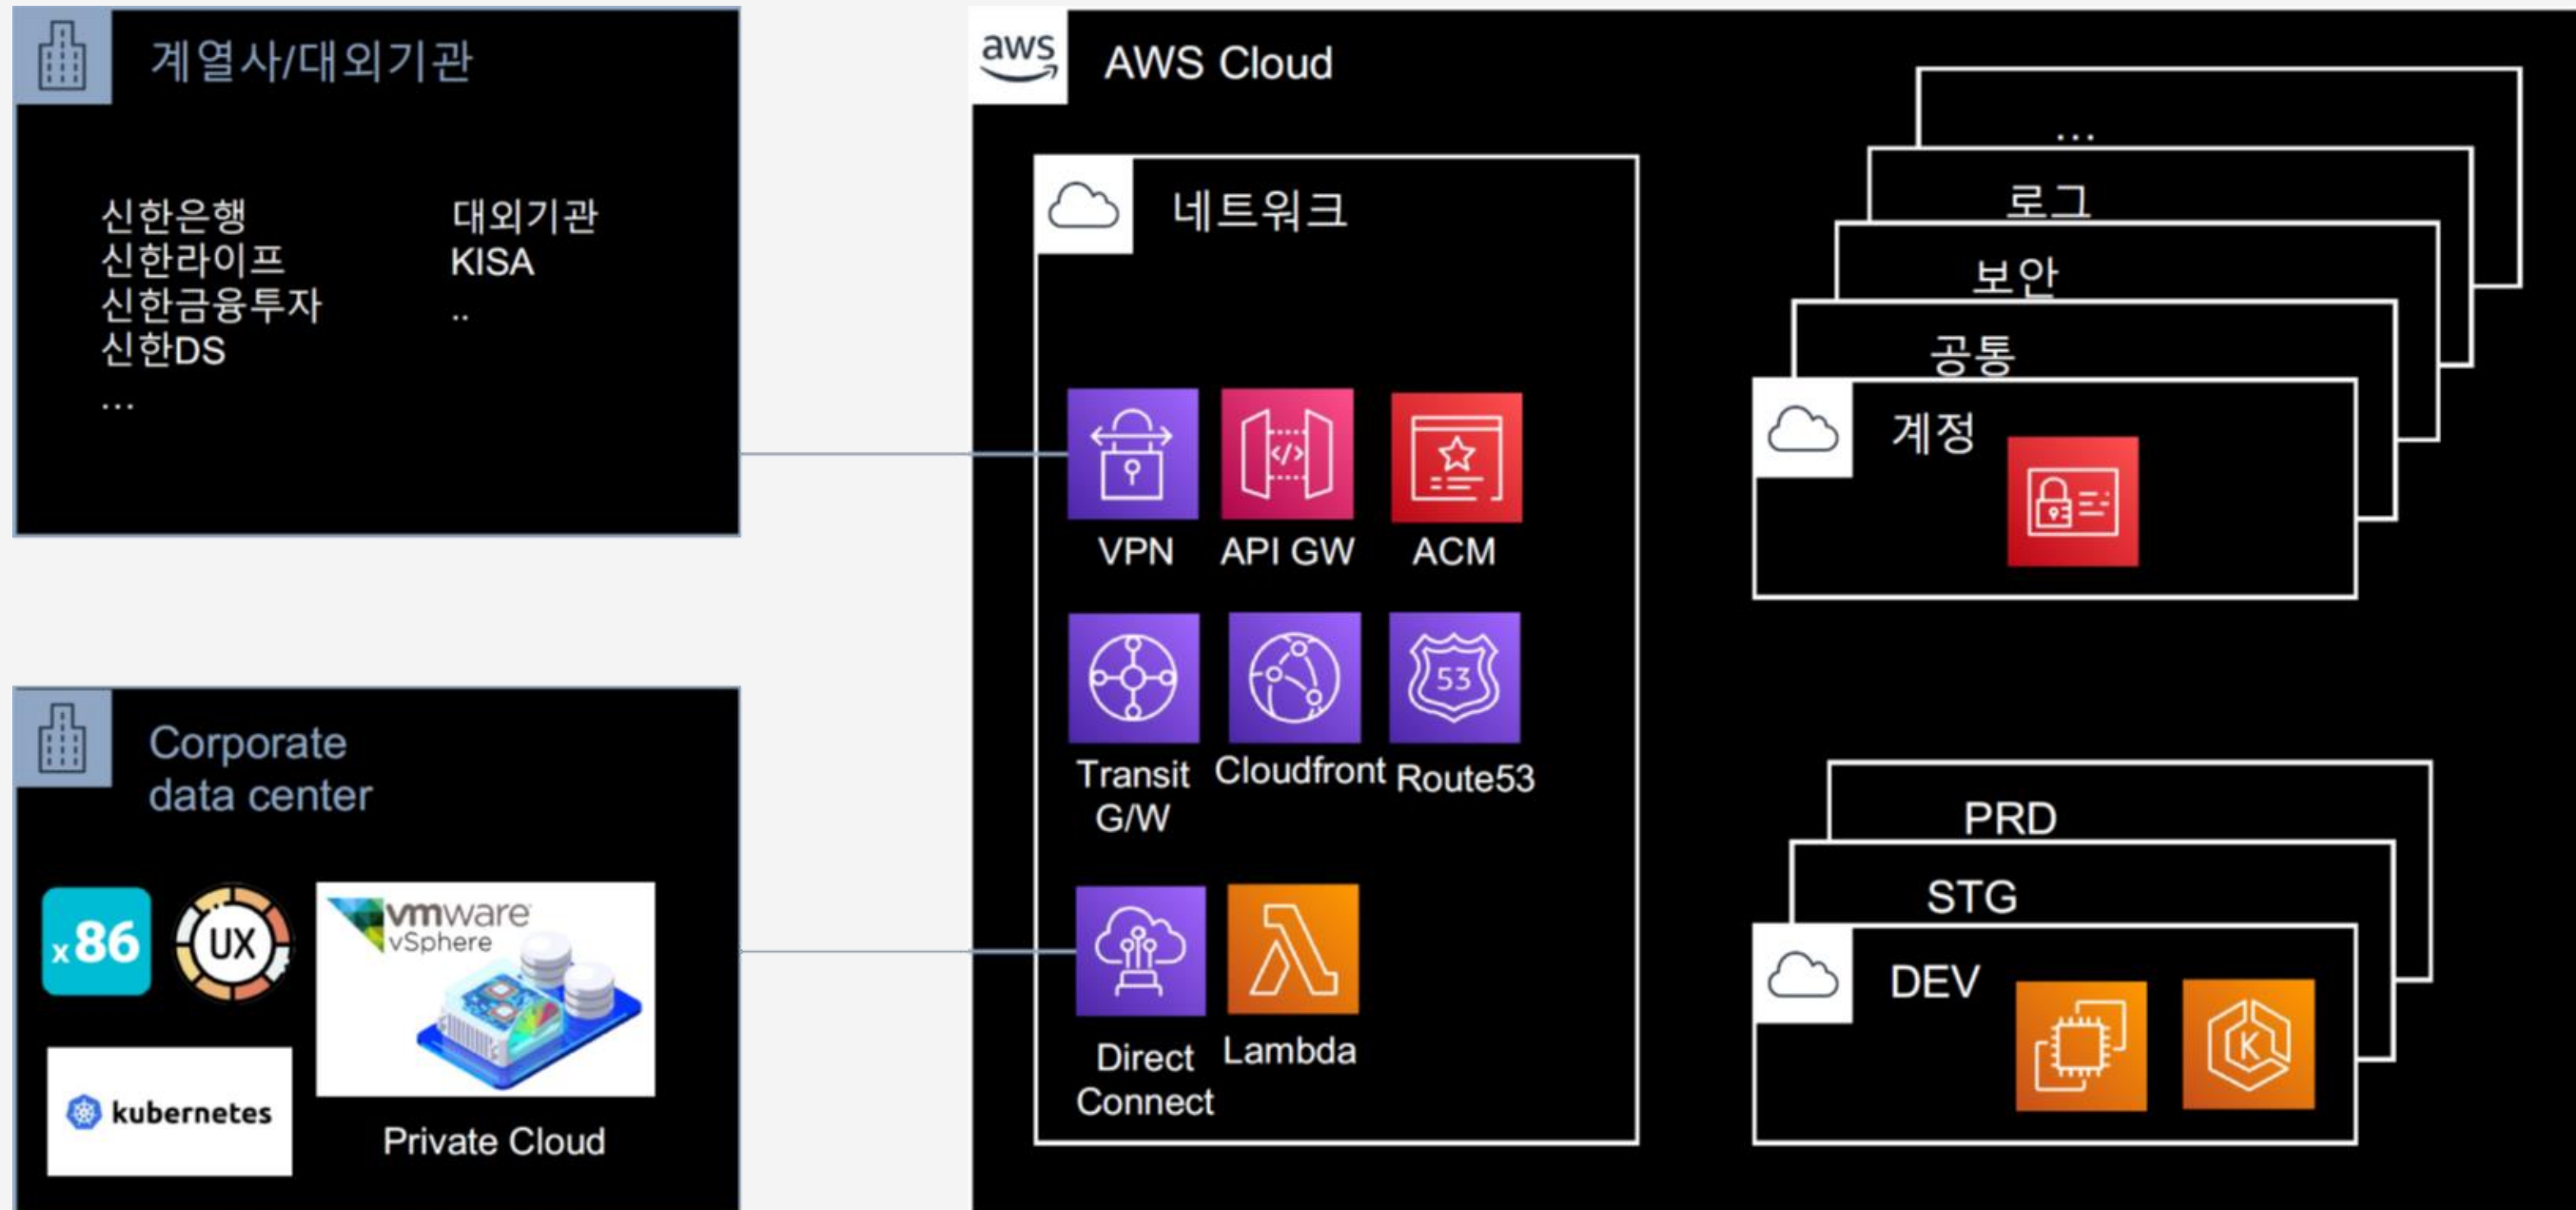 계열사/대외기관
신한은행
신한라이프
신한금융투자
신한DS
...
대외기관
KISA
..
Corporate
data center
x86
UX
vmware
vSphere
kubernetes
Private Cloud
aws
AWS Cloud
네트워크
VPN
API GW
ACM
Transit
G/W
Cloudfront
53
Route53
Direct
Connect
Lambda
...
로그
보안
공통
계정
PRD
STG
DEV
K